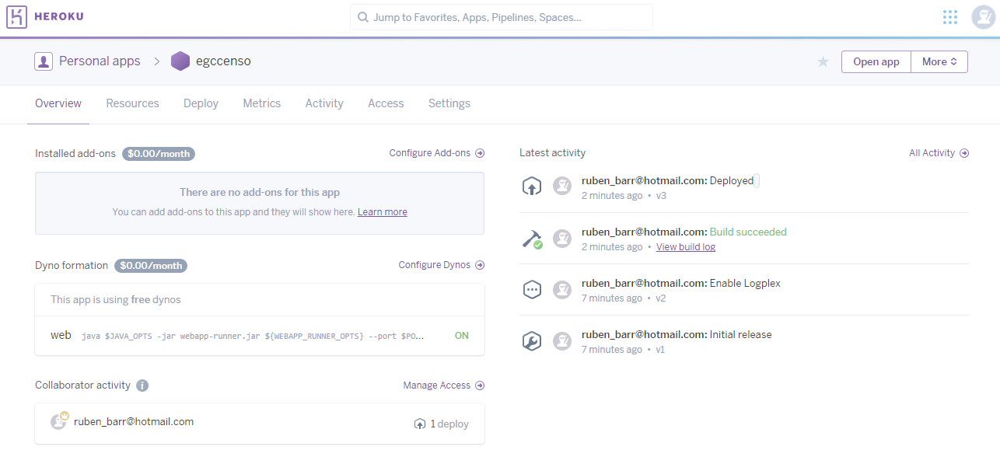 HEROKU
Jump to Favorites, Apps, Pipelines, Spaces...
Personal apps > egccenso
Open app
More
Overview Resources Deploy Metrics Activity Access Settings
Installed add-ons $0.00/month
Configure Add-ons
There are no add-ons for this app
You can add add-ons to this app and they will show here. Learn more
Dyno formation $0.00/month
Configure Dynos
This app is using free dynos
web java $JAVA_OPTS -jar webapp-runner.jar ${WEBAPP_RUNNER_OPTS} --port $PO... ON
Collaborator activity i
Manage Access
ruben_barr@hotmail.com
1 deploy
Latest activity
All Activity
ruben_barr@hotmail.com: Deployed
2 minutes ago • v3
ruben_barr@hotmail.com: Build succeeded
2 minutes ago • View build log
ruben_barr@hotmail.com: Enable Logplex
7 minutes ago • v2
ruben_barr@hotmail.com: Initial release
7 minutes ago • v1